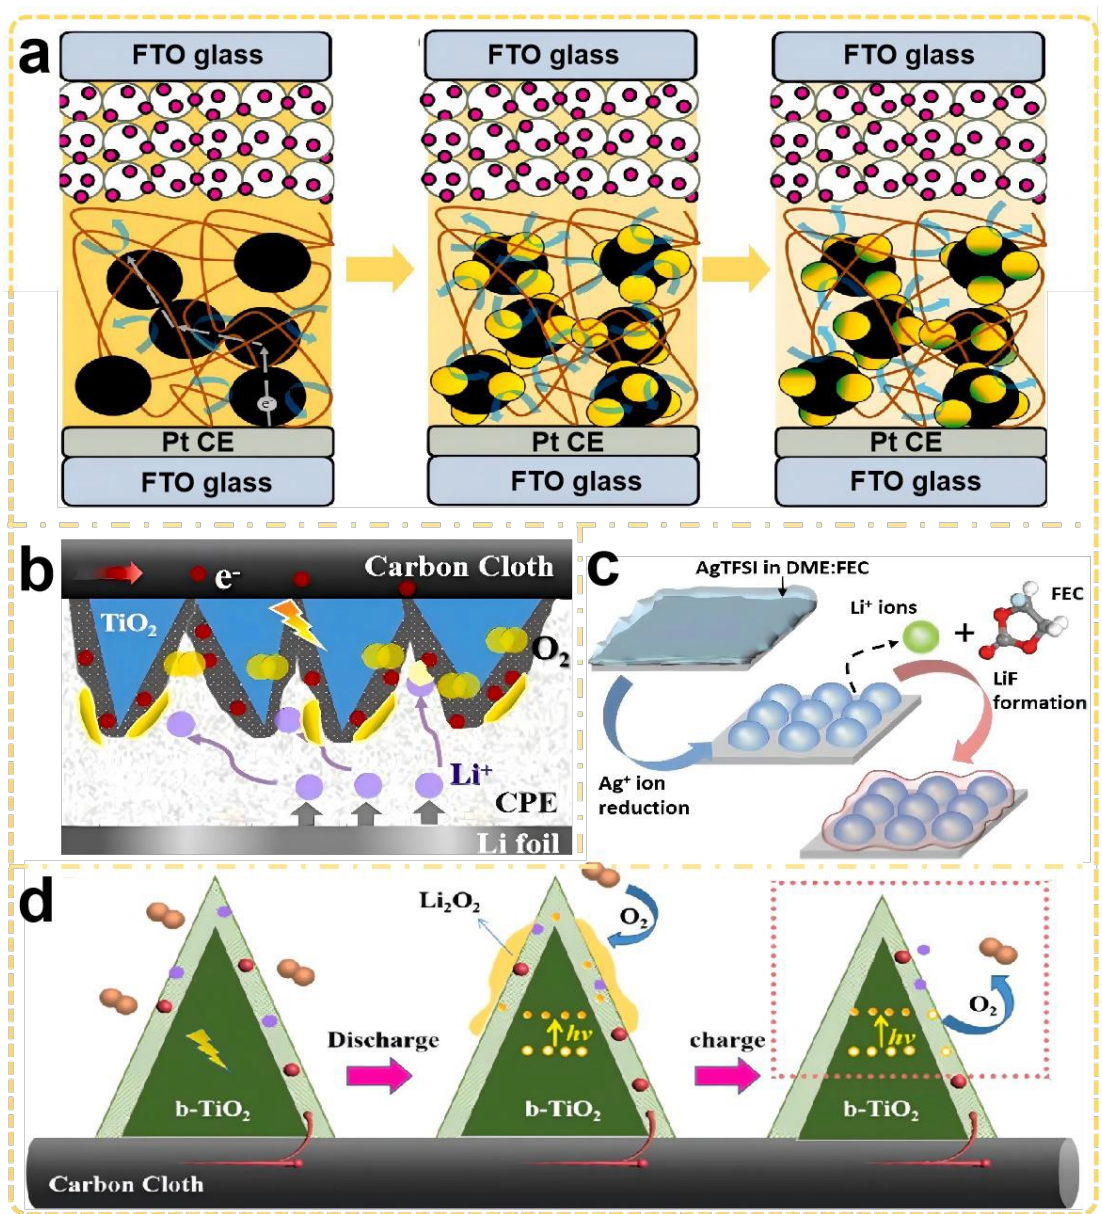 a
FTO glass
FTO glass
FTO glass
e⁻
Pt CE
Pt CE
Pt CE
FTO glass
FTO glass
FTO glass
b
e⁻
Carbon Cloth
TiO₂
O₂
Li⁺
CPE
Li foil
c
AgTFSI in DME:FEC
Li⁺ ions
+
FEC
LiF
formation
Ag⁺ ion
reduction
d
Li₂O₂
O₂
O₂
Discharge
charge
hν
hν
b-TiO₂
b-TiO₂
b-TiO₂
Carbon Cloth